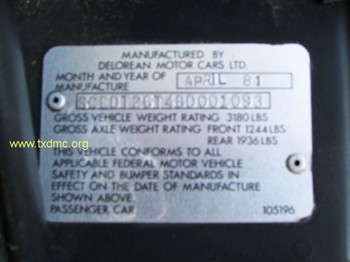 MANUFACTURED BY
DELOREAN MOTOR CARS LTD.
MONTH AND YEAR OF
MANUFACTURE APRIL 81
SCEDT26T4BD001093
GROSS VEHICLE WEIGHT RATING 3180 LBS
GROSS AXLE WEIGHT RATING FRONT 1244 LBS
REAR 1936 LBS
www.txdmc.org
THIS VEHICLE CONFORMS TO ALL
APPLICABLE FEDERAL MOTOR VEHICLE
SAFETY AND BUMPER STANDARDS IN
EFFECT ON THE DATE OF MANUFACTURE
SHOWN ABOVE.
PASSENGER CAR 105196